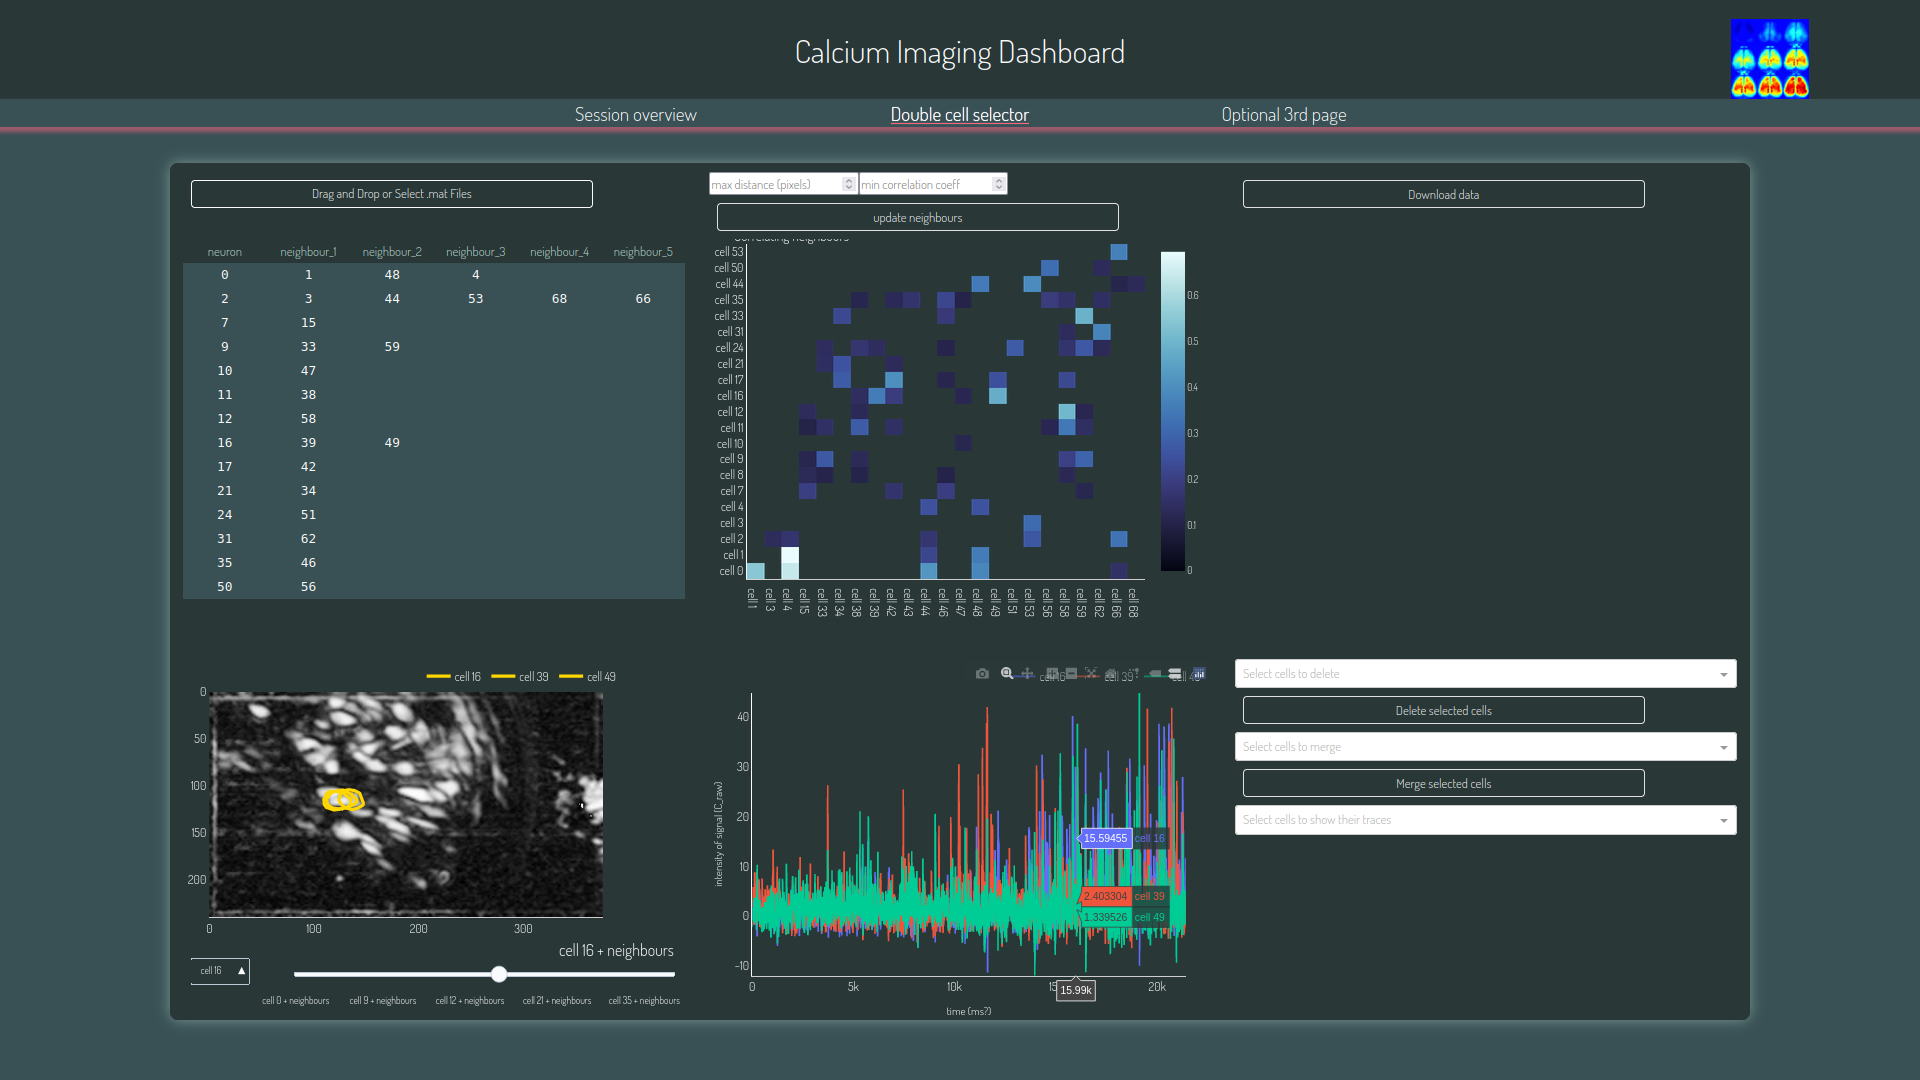 Calcium Imaging Dashboard
Session overview
Double cell selector
Optional 3rd page
Drag and Drop or Select .mat Files
max distance (pixels)
min correlation coeff
update neighbours
Download data
neuron neighbour_1 neighbour_2 neighbour_3 neighbour_4 neighbour_5
0 1 48 4
2 3 44 53 68 66
7 15
9 33 59
10 47
11 38
12 58
16 39 49
17 42
21 34
24 51
31 62
35 46
50 56
Correlating neighbours
cell 53
cell 50
cell 44
cell 35
cell 33
cell 31
cell 24
cell 21
cell 17
cell 16
cell 12
cell 11
cell 10
cell 9
cell 8
cell 7
cell 4
cell 3
cell 2
cell 1
cell 0
cell 1
cell 3
cell 4
cell 15
cell 33
cell 34
cell 38
cell 39
cell 42
cell 43
cell 44
cell 46
cell 47
cell 48
cell 49
cell 51
cell 53
cell 56
cell 58
cell 59
cell 62
cell 66
cell 68
0.6
0.5
0.4
0.3
0.2
0.1
0
cell 16 cell 39 cell 49
0
50
100
150
200
0 100 200 300
cell 16 + neighbours
cell 16 ▲
cell 0 + neighbours cell 9 + neighbours cell 12 + neighbours cell 21 + neighbours cell 35 + neighbours
cell 16 cell 39
intensity of signal (C_raw)
40
30
20
10
0
−10
15.59455 cell 16
2.403304 cell 39
1.339526 cell 49
0 5k 10k 20k
15.99k
time (ms?)
Select cells to delete
Delete selected cells
Select cells to merge
Merge selected cells
Select cells to show their traces